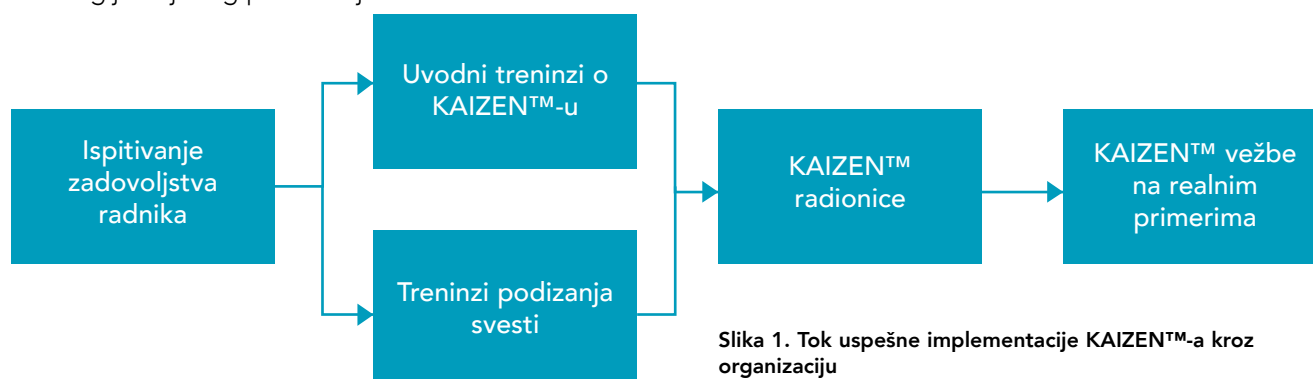 Uvodni treninzi o
KAIZEN™-u
Ispitivanje
zadovoljstva
radnika
Treninzi podizanja
svesti
KAIZEN™
radionice
KAIZEN™ vežbe
na realnim
primerima
Slika 1. Tok uspešne implementacije KAIZEN™-a kroz
organizaciju